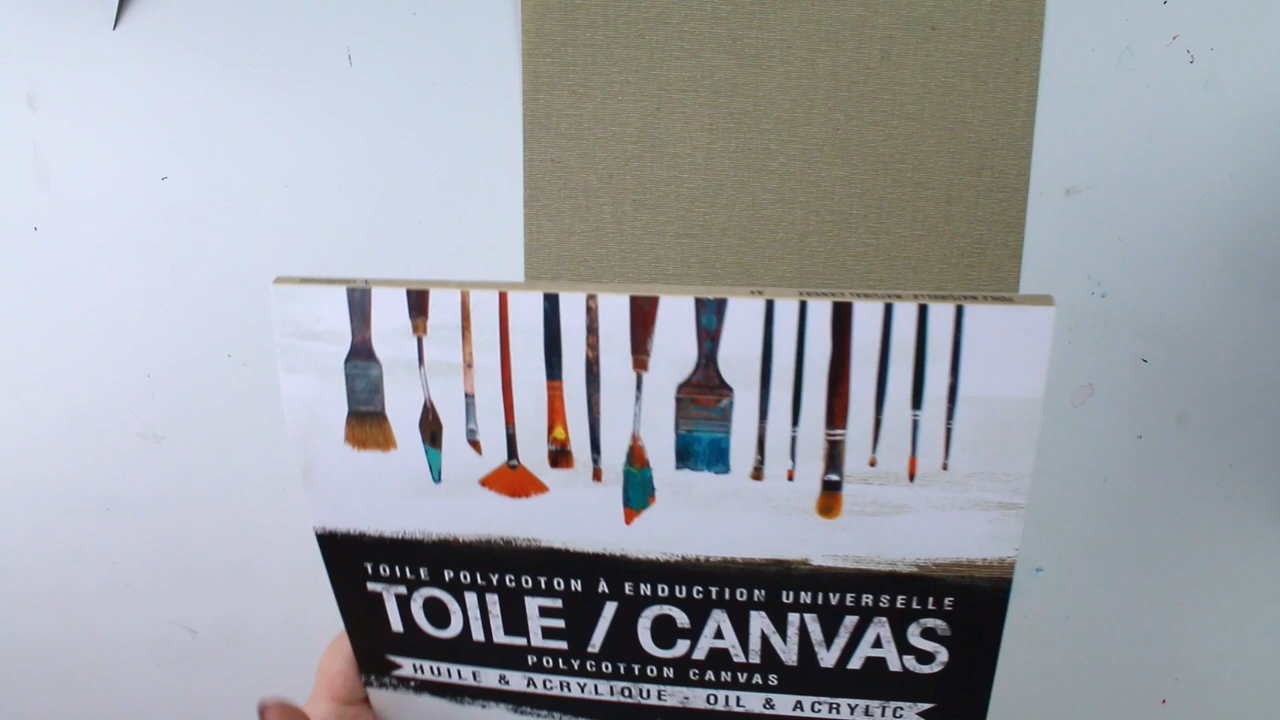 TOILE POLYCOTON À ENDUCTION UNIVERSELLE
TOILE / CANVAS
POLYCOTTON CANVAS
HUILE & ACRYLIQUE - OIL & ACRYLIC